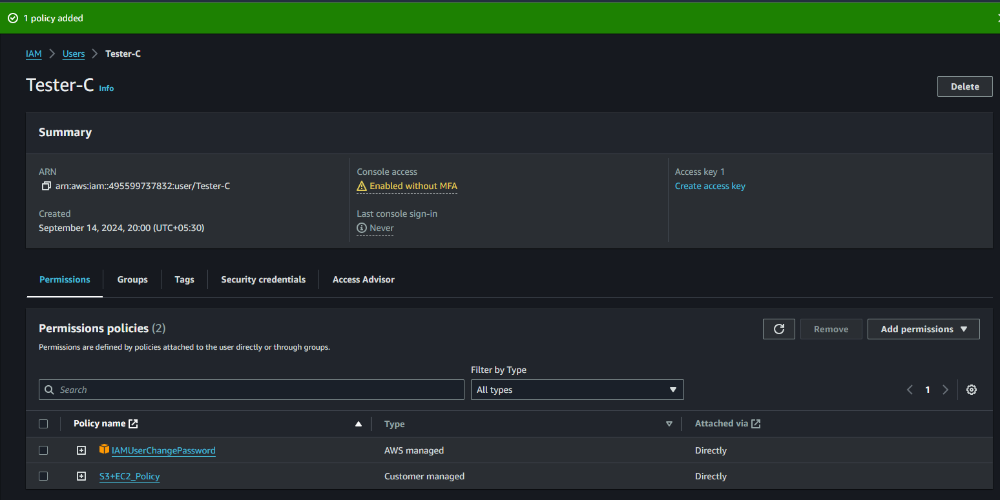 1 policy added
IAM Users Tester-C
Tester-C Info
Delete
Summary
ARN
arn:aws:iam::495599737832:user/Tester-C
Created
September 14, 2024, 20:00 (UTC+05:30)
Console access
Enabled without MFA
Last console sign-in
Never
Access key 1
Create access key
Permissions Groups Tags Security credentials Access Advisor
Permissions policies (2)
Permissions are defined by policies attached to the user directly or through groups.
Remove
Add permissions
Filter by Type
Search
All types
1
Policy name Type Attached via
IAMUserChangePassword AWS managed Directly
S3+EC2_Policy Customer managed Directly